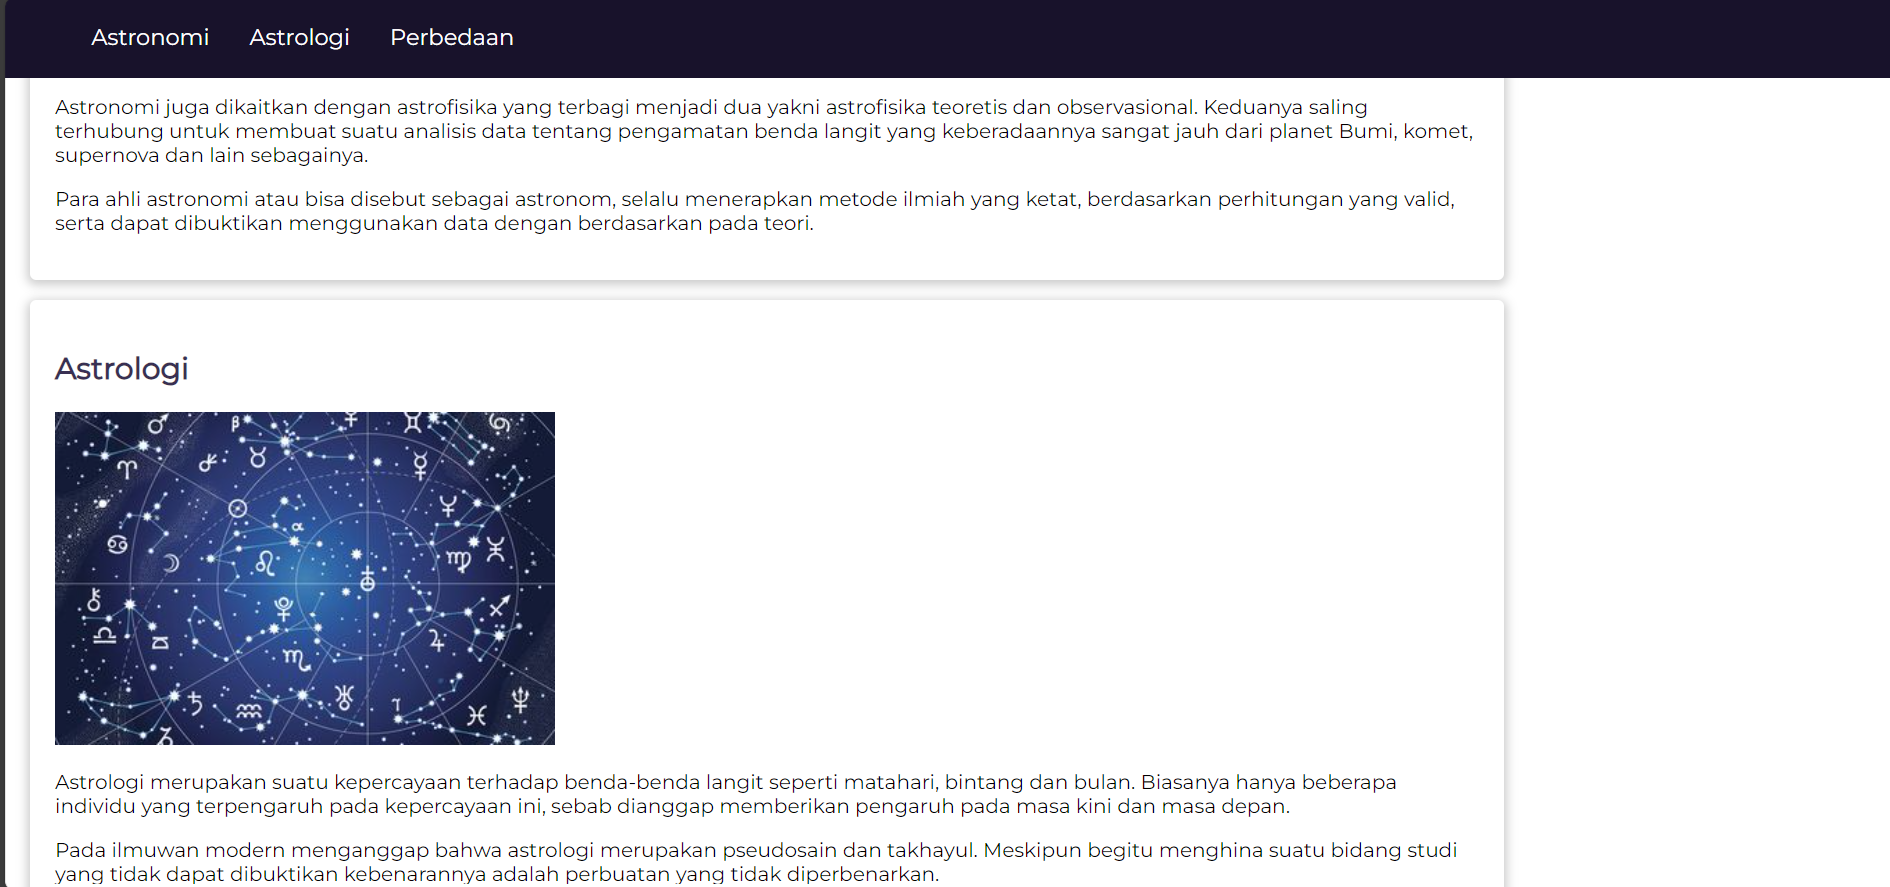 Astronomi Astrologi Perbedaan
Astronomi juga dikaitkan dengan astrofisika yang terbagi menjadi dua yakni astrofisika teoretis dan observasional. Keduanya saling
terhubung untuk membuat suatu analisis data tentang pengamatan benda langit yang keberadaannya sangat jauh dari planet Bumi, komet,
supernova dan lain sebagainya.
Para ahli astronomi atau bisa disebut sebagai astronom, selalu menerapkan metode ilmiah yang ketat, berdasarkan perhitungan yang valid,
serta dapat dibuktikan menggunakan data dengan berdasarkan pada teori.
Astrologi
Astrologi merupakan suatu kepercayaan terhadap benda-benda langit seperti matahari, bintang dan bulan. Biasanya hanya beberapa
individu yang terpengaruh pada kepercayaan ini, sebab dianggap memberikan pengaruh pada masa kini dan masa depan.
Pada ilmuwan modern menganggap bahwa astrologi merupakan pseudosain dan takhayul. Meskipun begitu menghina suatu bidang studi
yang tidak dapat dibuktikan kebenarannya adalah perbuatan yang tidak diperbenarkan.